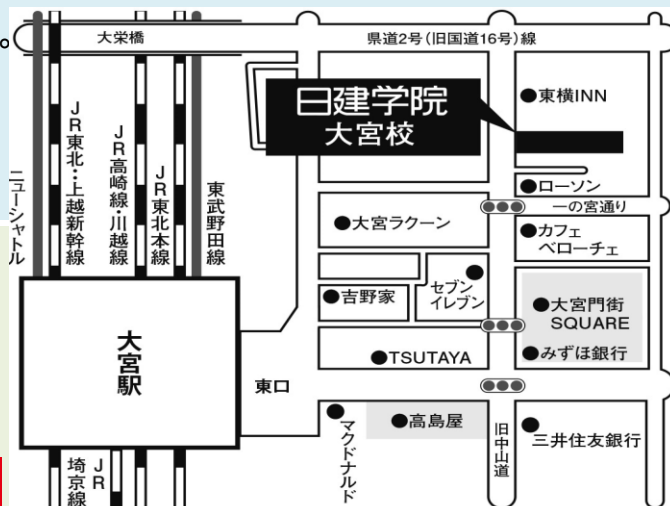 大栄橋
県道2号(旧国道16号)線
日建学院
大宮校
東横INN
ニューシャトル
JR東北・上越新幹線
JR高崎線・川越線
JR東北本線
東武野田線
ローソン
一の宮通り
大宮ラクーン
カフェ
ベローチェ
吉野家
セブン
イレブン
大宮門街
SQUARE
みずほ銀行
TSUTAYA
大宮駅
東口
マクドナルド
高島屋
旧中山道
三井住友銀行
JR
埼京線